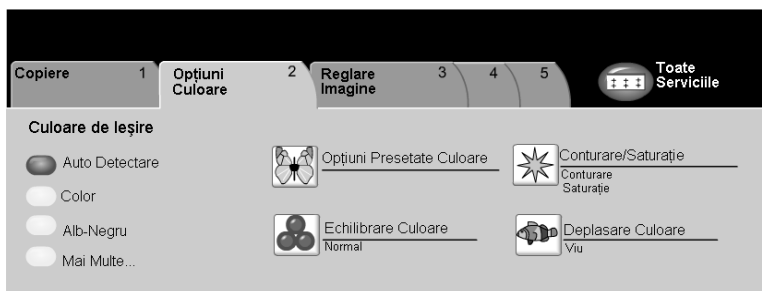 Copiere 1
Opțiuni Culoare 2
Reglare Imagine 3
4
5
Toate Serviciile
Culoare de Ieșire
Auto Detectare
Color
Alb-Negru
Mai Multe...
Opțiuni Presetate Culoare
Conturare/Saturație
Conturare
Saturație
Echilibrare Culoare
Normal
Deplasare Culoare
Viu